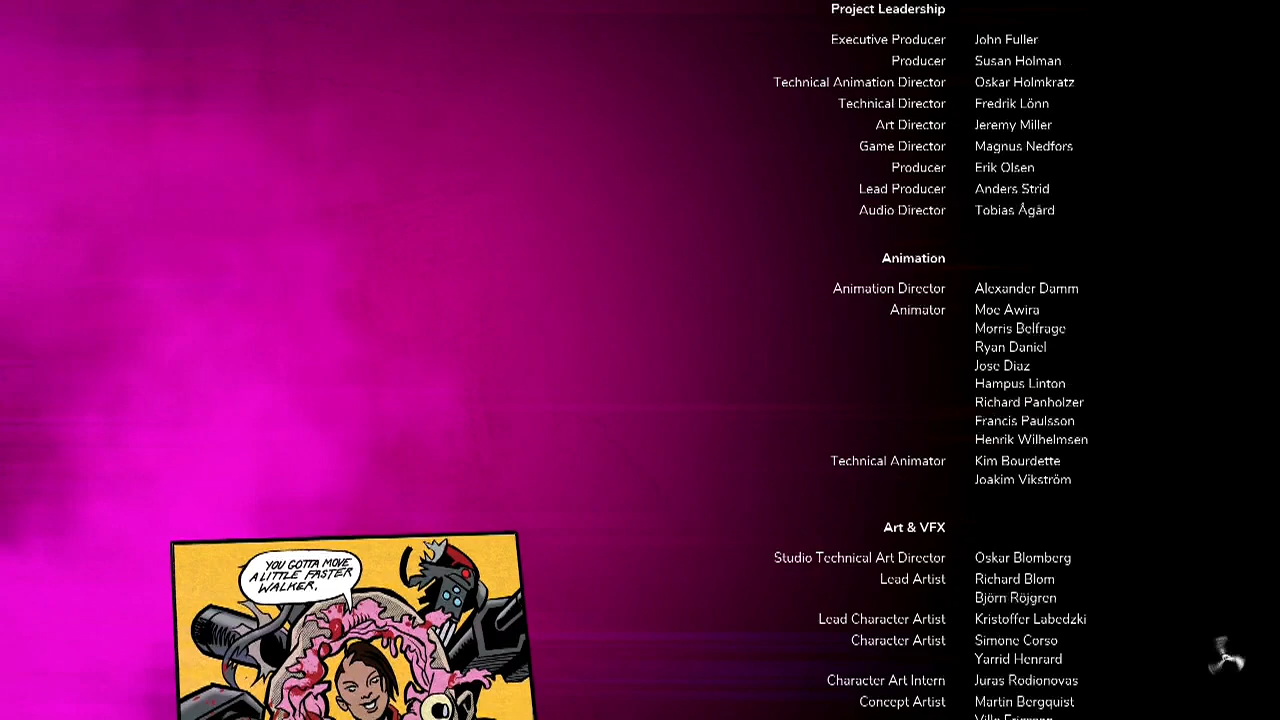 Project Leadership
Executive Producer John Fuller
Producer Susan Holman
Technical Animation Director Oskar Holmkratz
Technical Director Fredrik Lönn
Art Director Jeremy Miller
Game Director Magnus Nedfors
Producer Erik Olsen
Lead Producer Anders Strid
Audio Director Tobias Ågård
Animation
Animation Director Alexander Damm
Animator Moe Awira
Morris Belfrage
Ryan Daniel
Jose Diaz
Hampus Linton
Richard Panholzer
Francis Paulsson
Henrik Wilhelmsen
Technical Animator Kim Bourdette
Joakim Vikström
Art & VFX
Studio Technical Art Director Oskar Blomberg
Lead Artist Richard Blom
Björn Röjgren
Lead Character Artist Kristoffer Labedzki
Character Artist Simone Corso
Yarrid Henrard
Character Art Intern Juras Rodionovas
Concept Artist Martin Bergquist
YOU GOTTA MOVE
A LITTLE FASTER
WALKER.